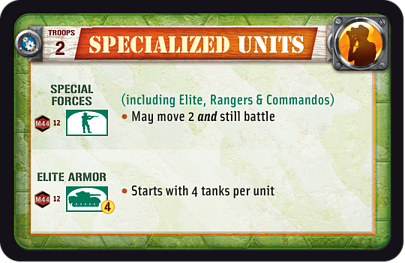 TROOPS
2
SPECIALIZED UNITS
SPECIAL
FORCES
(including Elite, Rangers & Commandos)
• May move 2 and still battle
M44 12
ELITE ARMOR
• Starts with 4 tanks per unit
M44 12
4